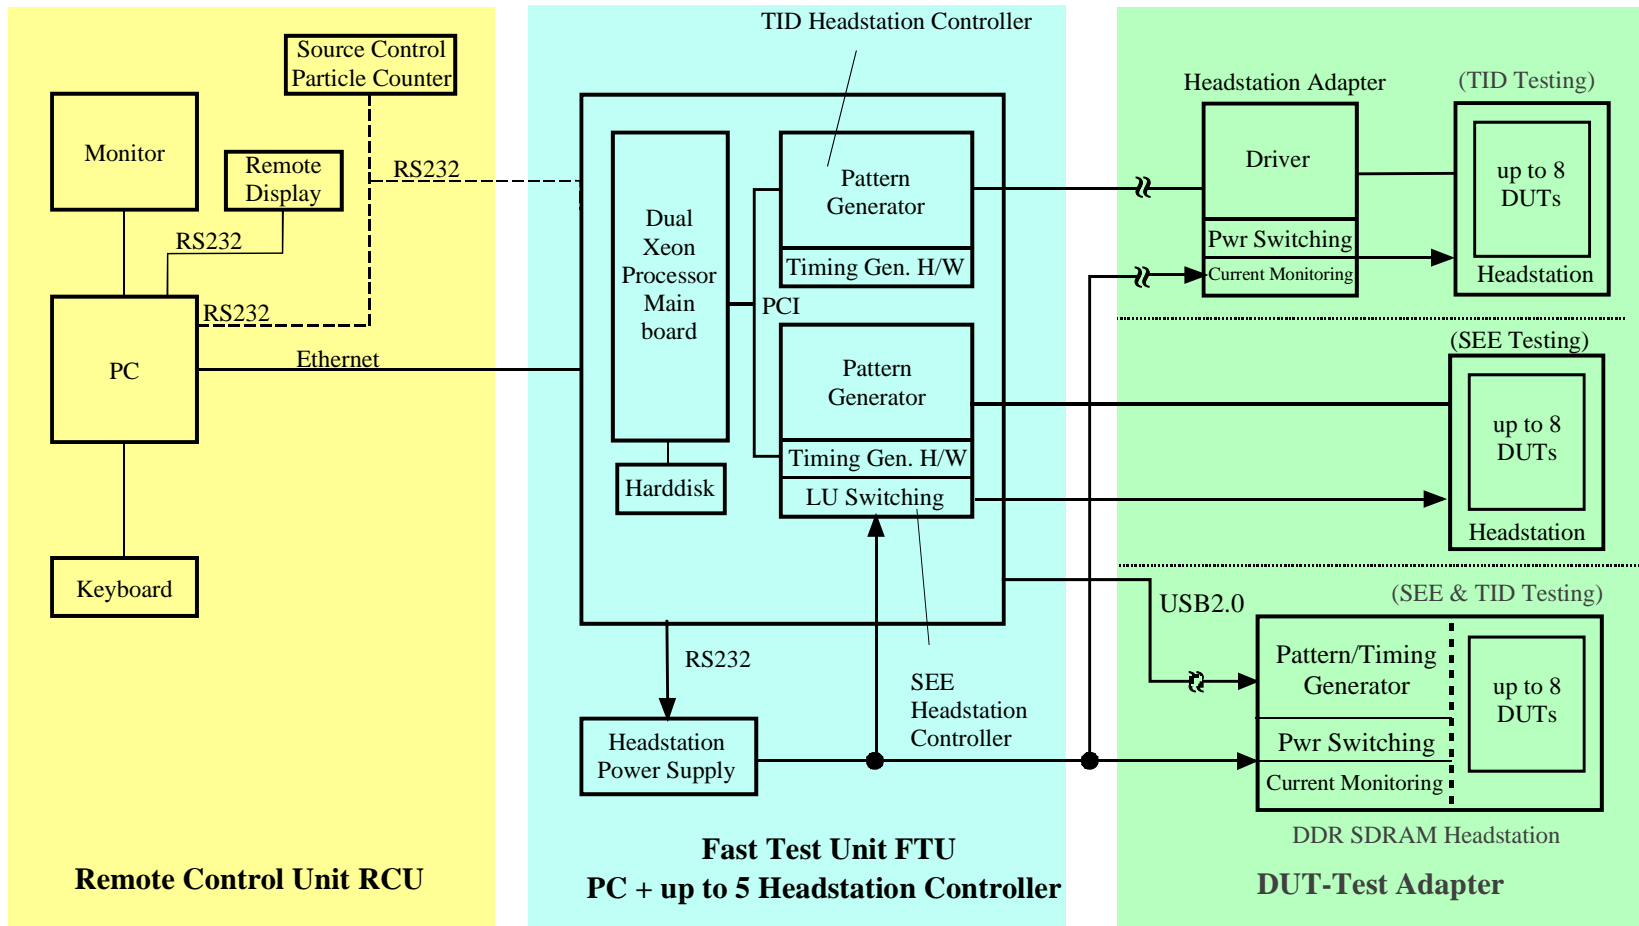 Source Control
Particle Counter
Monitor
Remote
Display
RS232
RS232
RS232
PC
Ethernet
Keyboard
Remote Control Unit RCU
TID Headstation Controller
Dual
Xeon
Processor
Main
board
Harddisk
Pattern
Generator
Timing Gen. H/W
PCI
Pattern
Generator
Timing Gen. H/W
LU Switching
RS232
SEE
Headstation
Controller
Headstation
Power Supply
Fast Test Unit FTU
PC + up to 5 Headstation Controller
Headstation Adapter
(TID Testing)
Driver
Pwr Switching
Current Monitoring
up to 8
DUTs
Headstation
(SEE Testing)
up to 8
DUTs
Headstation
USB2.0
(SEE & TID Testing)
Pattern/Timing
Generator
Pwr Switching
Current Monitoring
up to 8
DUTs
DDR SDRAM Headstation
DUT-Test Adapter